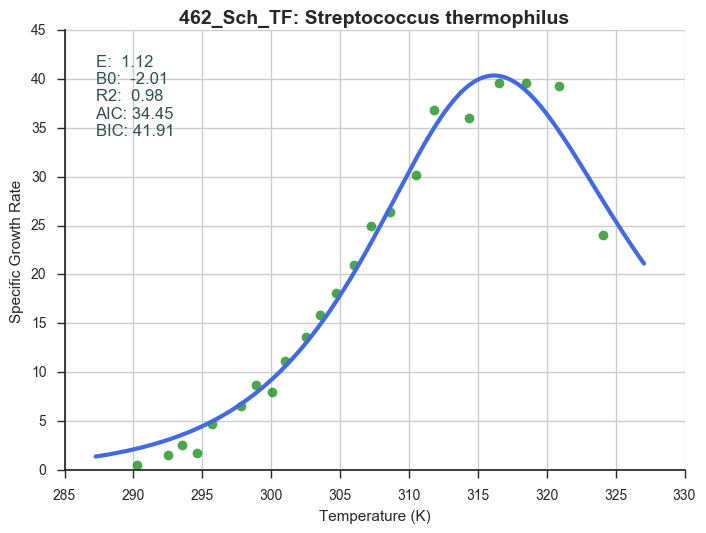 462_Sch_TF: Streptococcus thermophilus
E:  1.12
B0:  -2.01
R2:  0.98
AIC: 34.45
BIC: 41.91
Specific Growth Rate
45
40
35
30
25
20
15
10
5
0
285 290 295 300 305 310 315 320 325 330
Temperature (K)